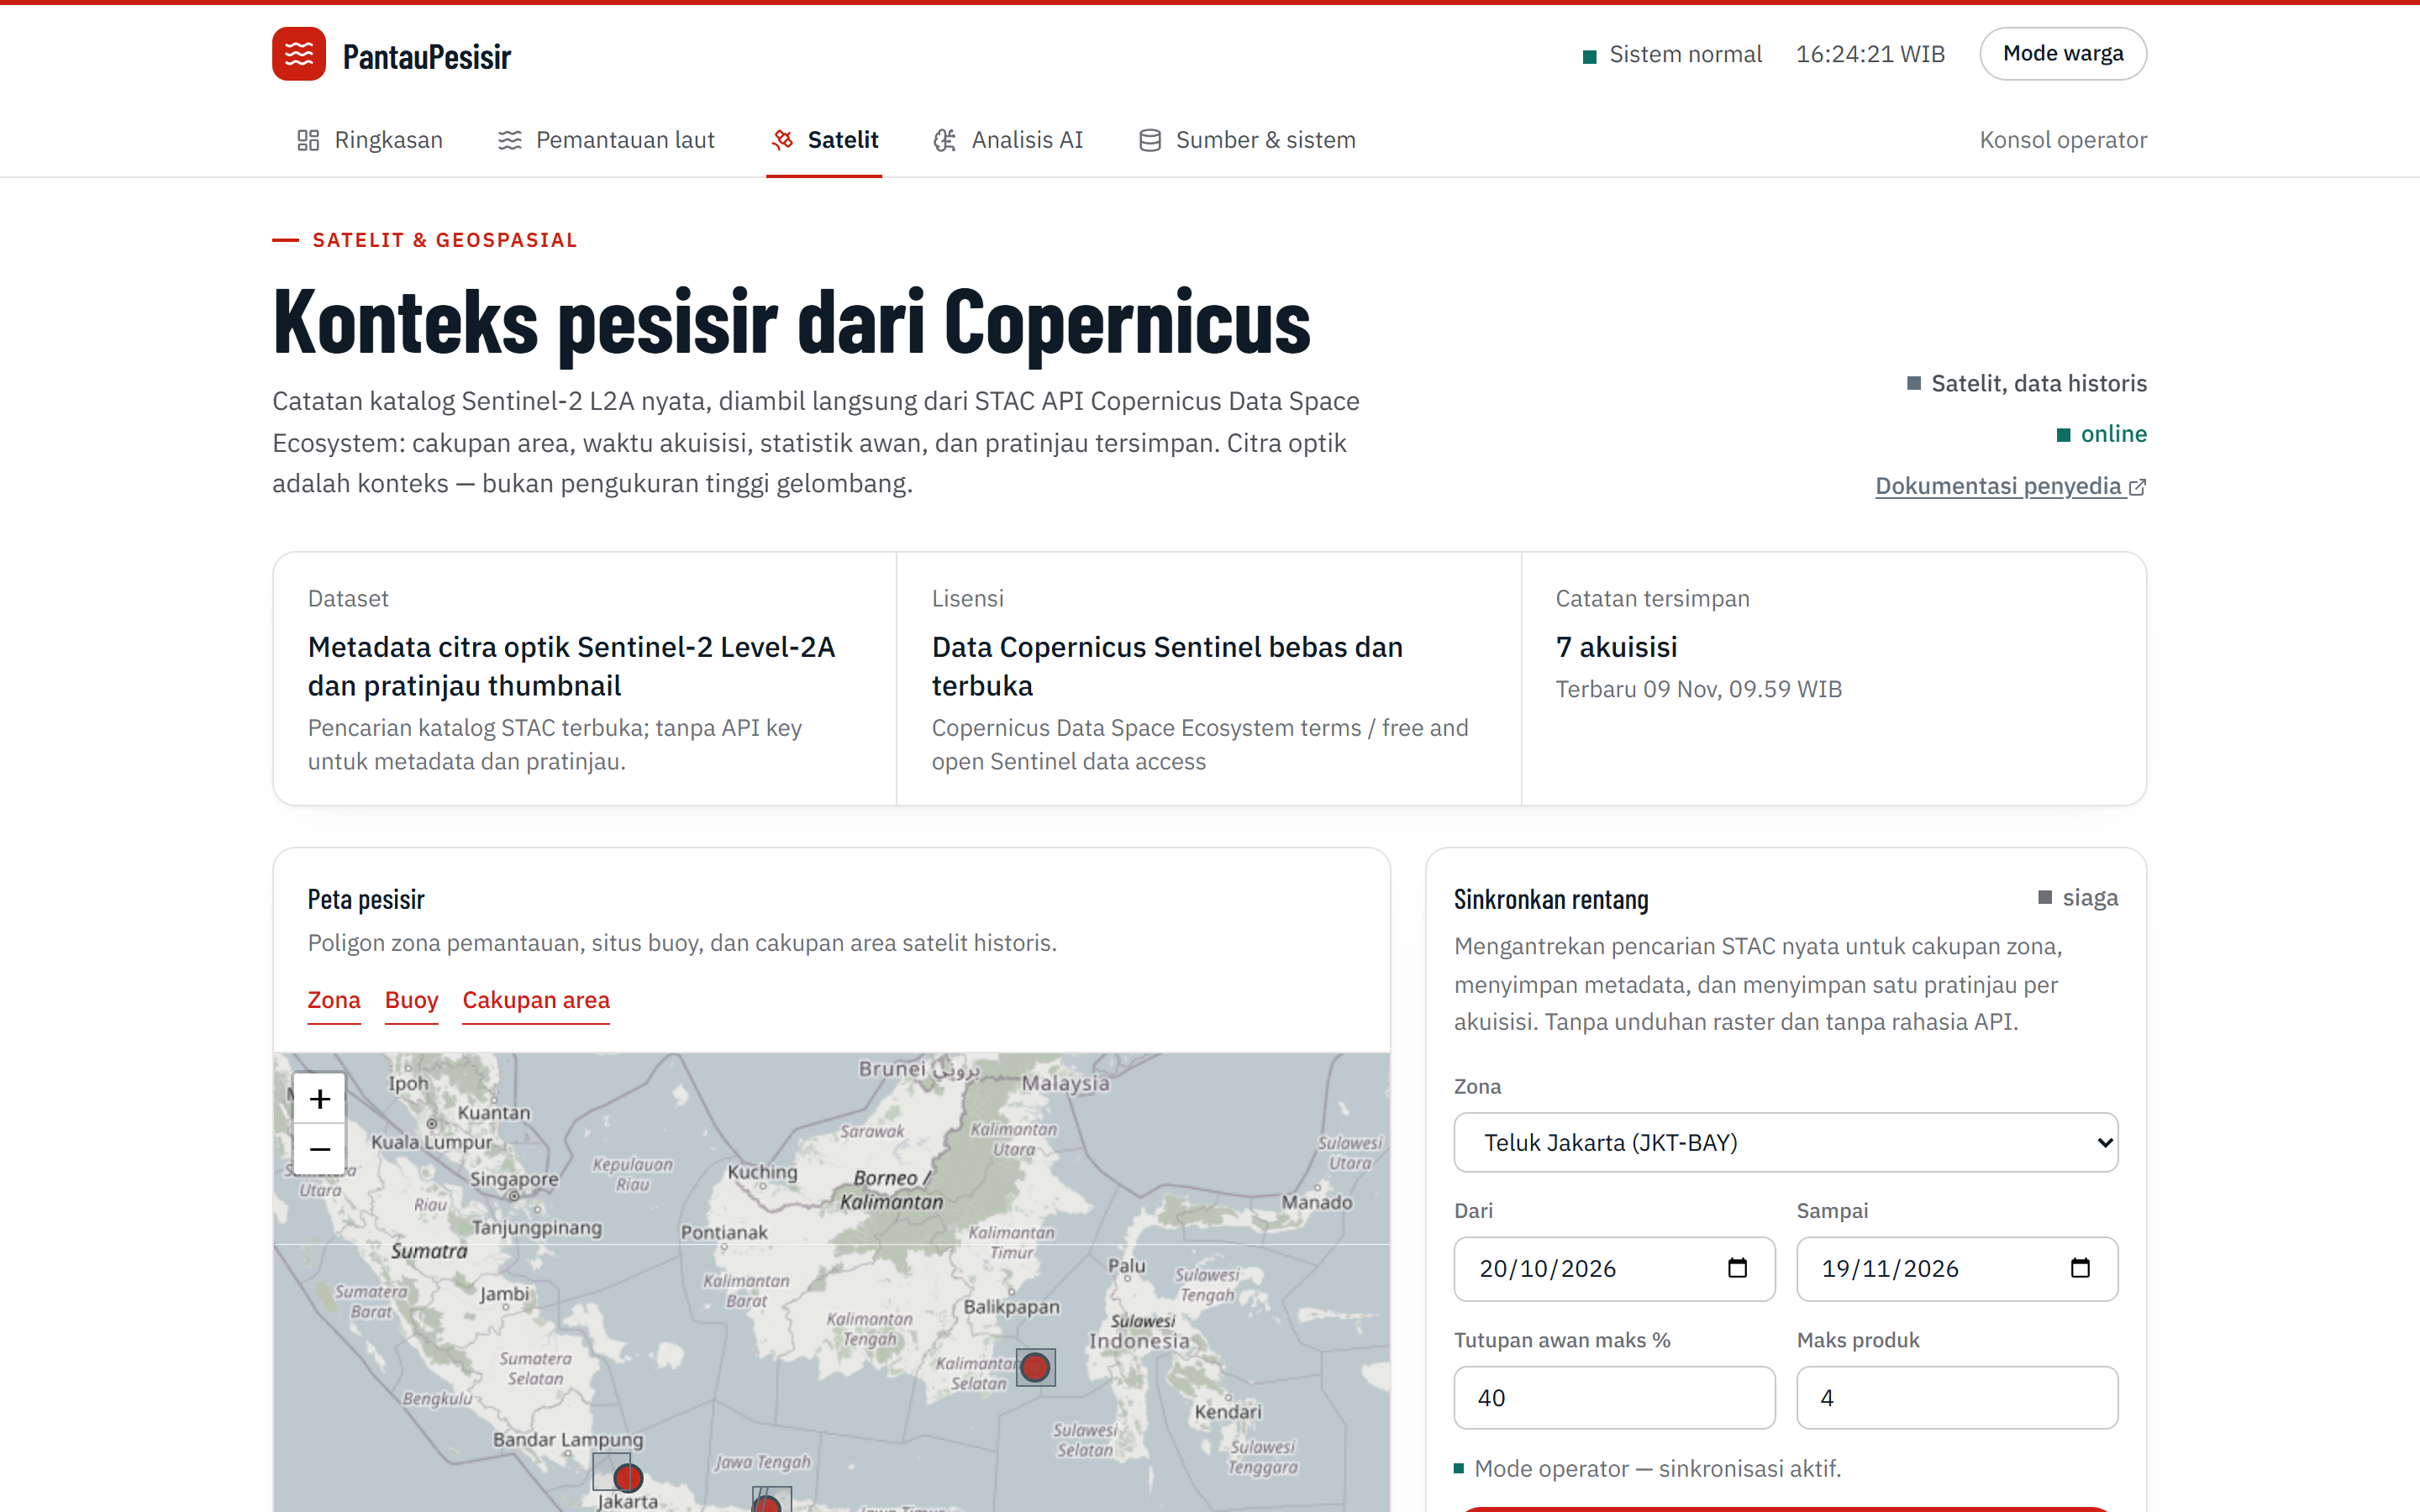 PantauPesisir
Sistem normal
16:24:21 WIB
Mode warga
Ringkasan
Pemantauan laut
Satelit
Analisis AI
Sumber & sistem
Konsol operator
SATELIT & GEOSPASIAL
Konteks pesisir dari Copernicus
Catatan katalog Sentinel-2 L2A nyata, diambil langsung dari STAC API Copernicus Data Space
Ecosystem: cakupan area, waktu akuisisi, statistik awan, dan pratinjau tersimpan. Citra optik
adalah konteks — bukan pengukuran tinggi gelombang.
Satelit, data historis
online
Dokumentasi penyedia
Dataset
Metadata citra optik Sentinel-2 Level-2A
dan pratinjau thumbnail
Pencarian katalog STAC terbuka; tanpa API key
untuk metadata dan pratinjau.
Lisensi
Data Copernicus Sentinel bebas dan
terbuka
Copernicus Data Space Ecosystem terms / free and
open Sentinel data access
Catatan tersimpan
7 akuisisi
Terbaru 09 Nov, 09.59 WIB
Peta pesisir
Poligon zona pemantauan, situs buoy, dan cakupan area satelit historis.
Zona
Buoy
Cakupan area
+
−
Ipoh
Kuantan
Kuala Lumpur
Utara
Singapore
Riau
Kepulauan
Riau
Tanjungpinang
Sumatra
Sumatera
Barat
Jambi
Sumatera
Selatan
Bengkulu
Bandar Lampung
Jakarta
Brunei بروني
Malaysia
Sarawak
Kalimantan
Utara
Kuching
Borneo /
Kalimantan
Pontianak
Kalimantan
Timur
Kalimantan
Barat
Kalimantan
Tengah
Balikpapan
Kalimantan
Selatan
Jawa Tengah
Jawa Timur
Sulawesi
Utara
Manado
Palu
Sulawesi
Tengah
Sulawesi
Indonesia
Kendari
Sulawesi
Selatan
Sulawesi
Tenggara
Sinkronkan rentang
siaga
Mengantrekan pencarian STAC nyata untuk cakupan zona,
menyimpan metadata, dan menyimpan satu pratinjau per
akuisisi. Tanpa unduhan raster dan tanpa rahasia API.
Zona
Teluk Jakarta (JKT-BAY)
Dari
Sampai
20/10/2026
19/11/2026
Tutupan awan maks %
Maks produk
40
4
Mode operator — sinkronisasi aktif.